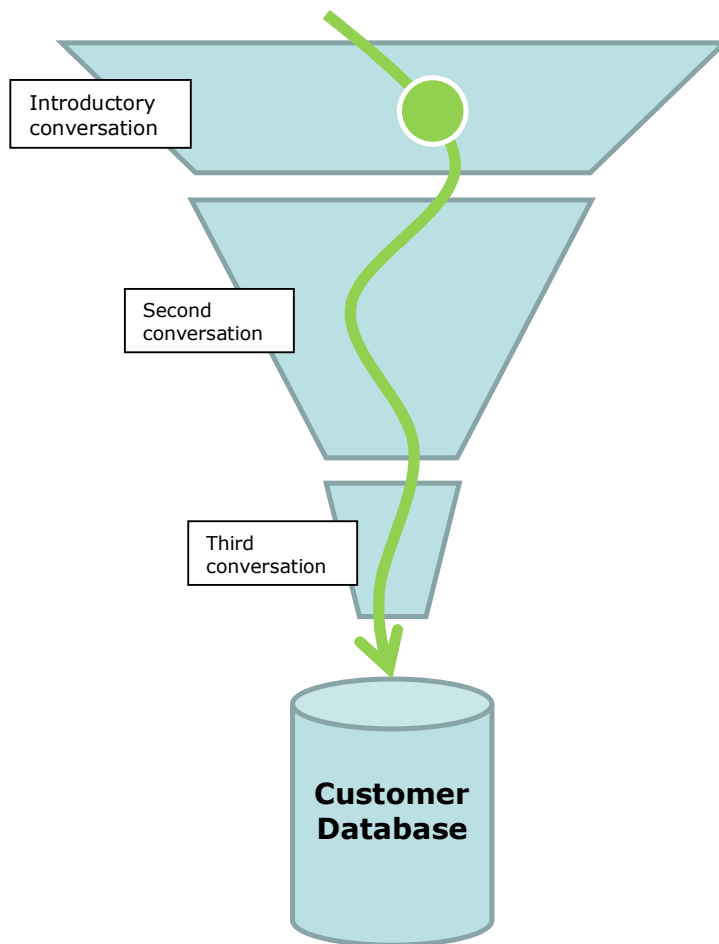 Introductory
conversation
Second
conversation
Third
conversation
Customer
Database